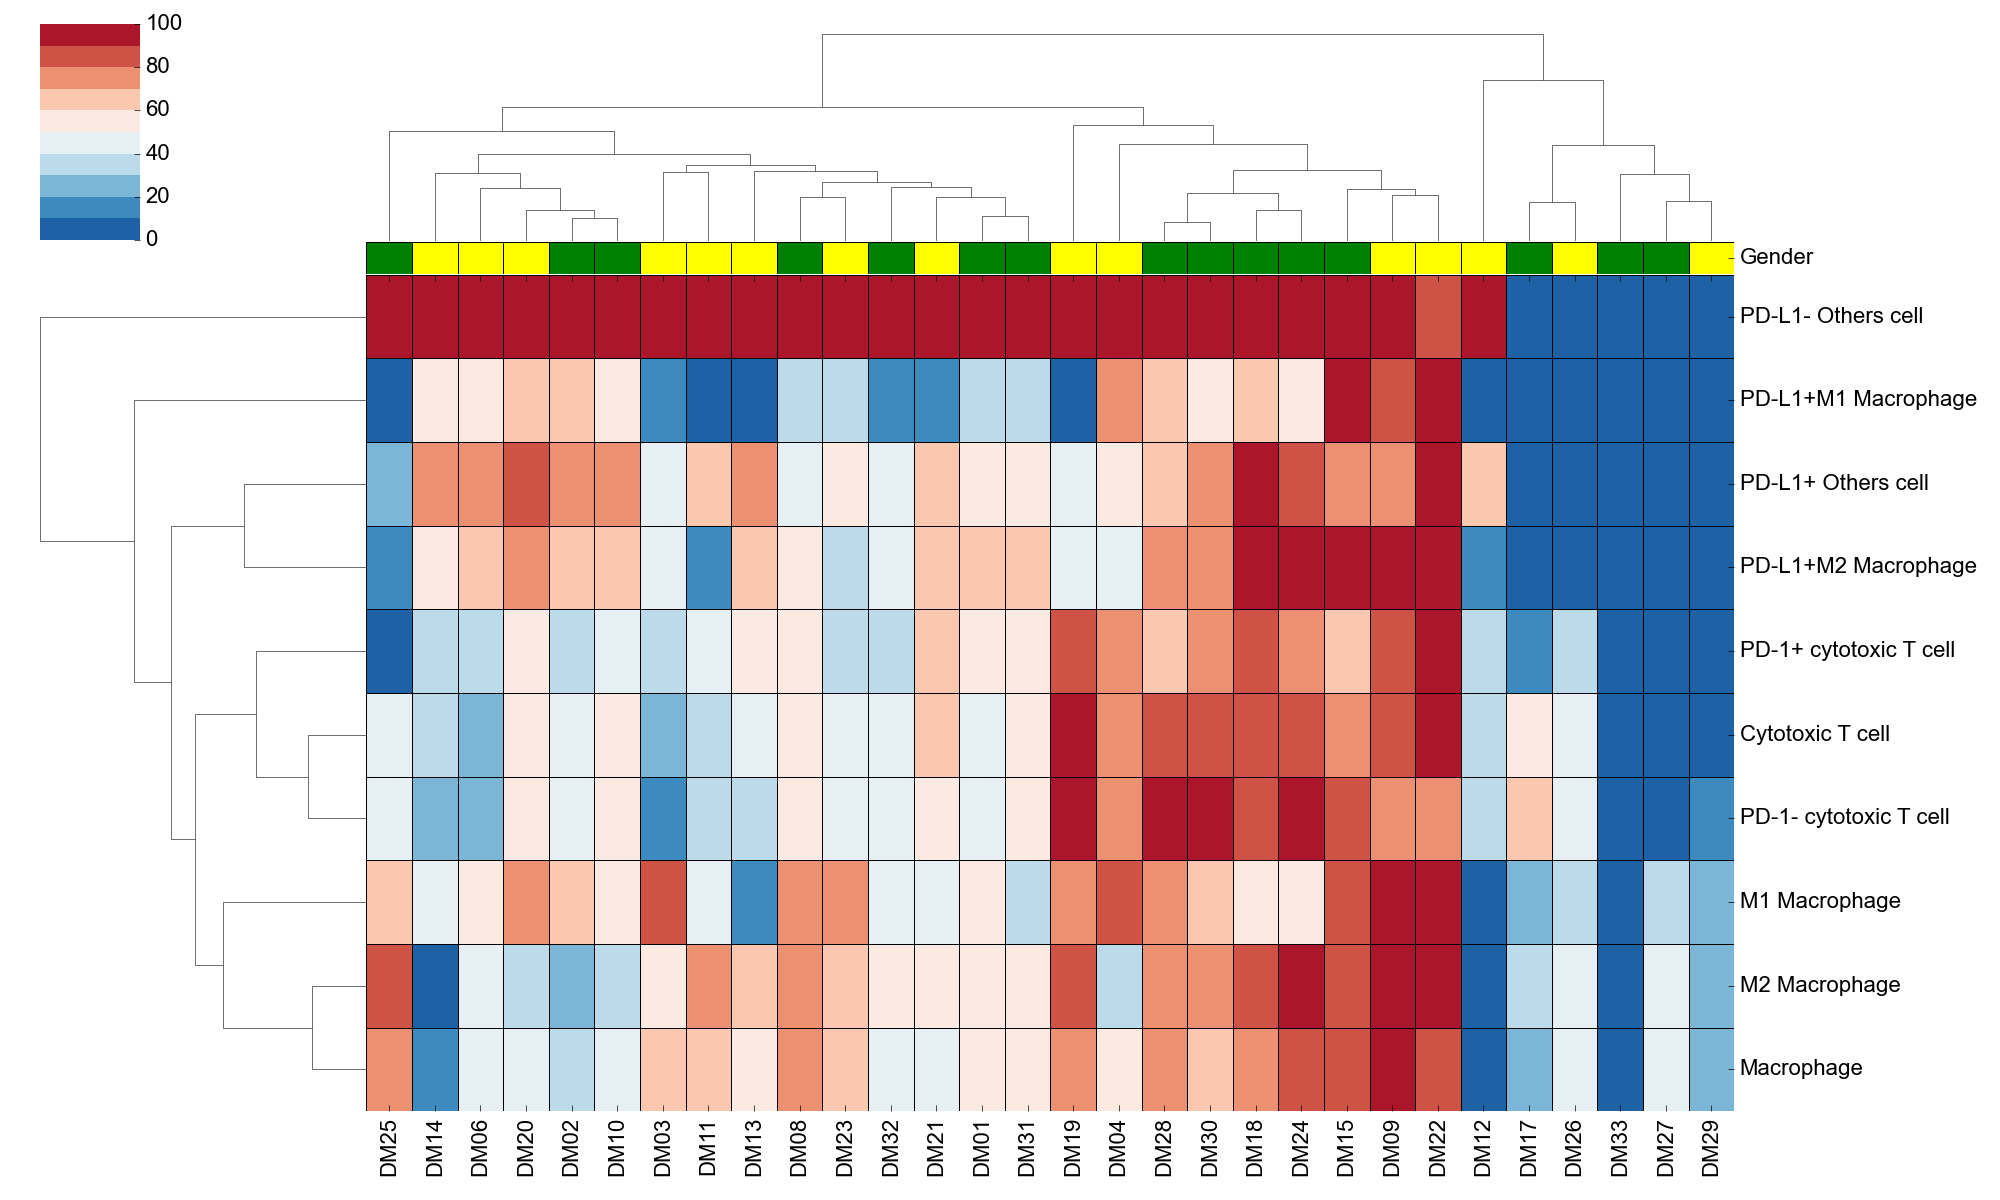 100
80
60
40
20
0
Gender
PD-L1- Others cell
PD-L1+M1 Macrophage
PD-L1+ Others cell
PD-L1+M2 Macrophage
PD-1+ cytotoxic T cell
Cytotoxic T cell
PD-1- cytotoxic T cell
M1 Macrophage
M2 Macrophage
Macrophage
DM25
DM14
DM06
DM20
DM02
DM10
DM03
DM11
DM13
DM08
DM23
DM32
DM21
DM01
DM31
DM19
DM04
DM28
DM30
DM18
DM24
DM15
DM09
DM22
DM12
DM17
DM26
DM33
DM27
DM29